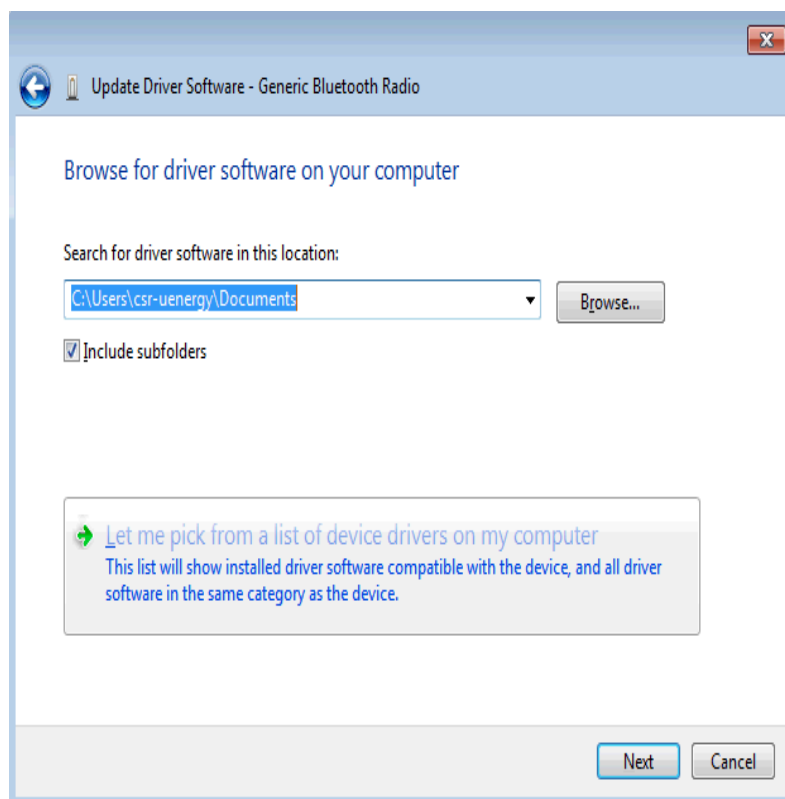 Update Driver Software - Generic Bluetooth Radio
Browse for driver software on your computer
Search for driver software in this location:
C:\Users\csr-uenergy\Documents
Browse...
Include subfolders
Let me pick from a list of device drivers on my computer
This list will show installed driver software compatible with the device, and all driver
software in the same category as the device.
Next
Cancel